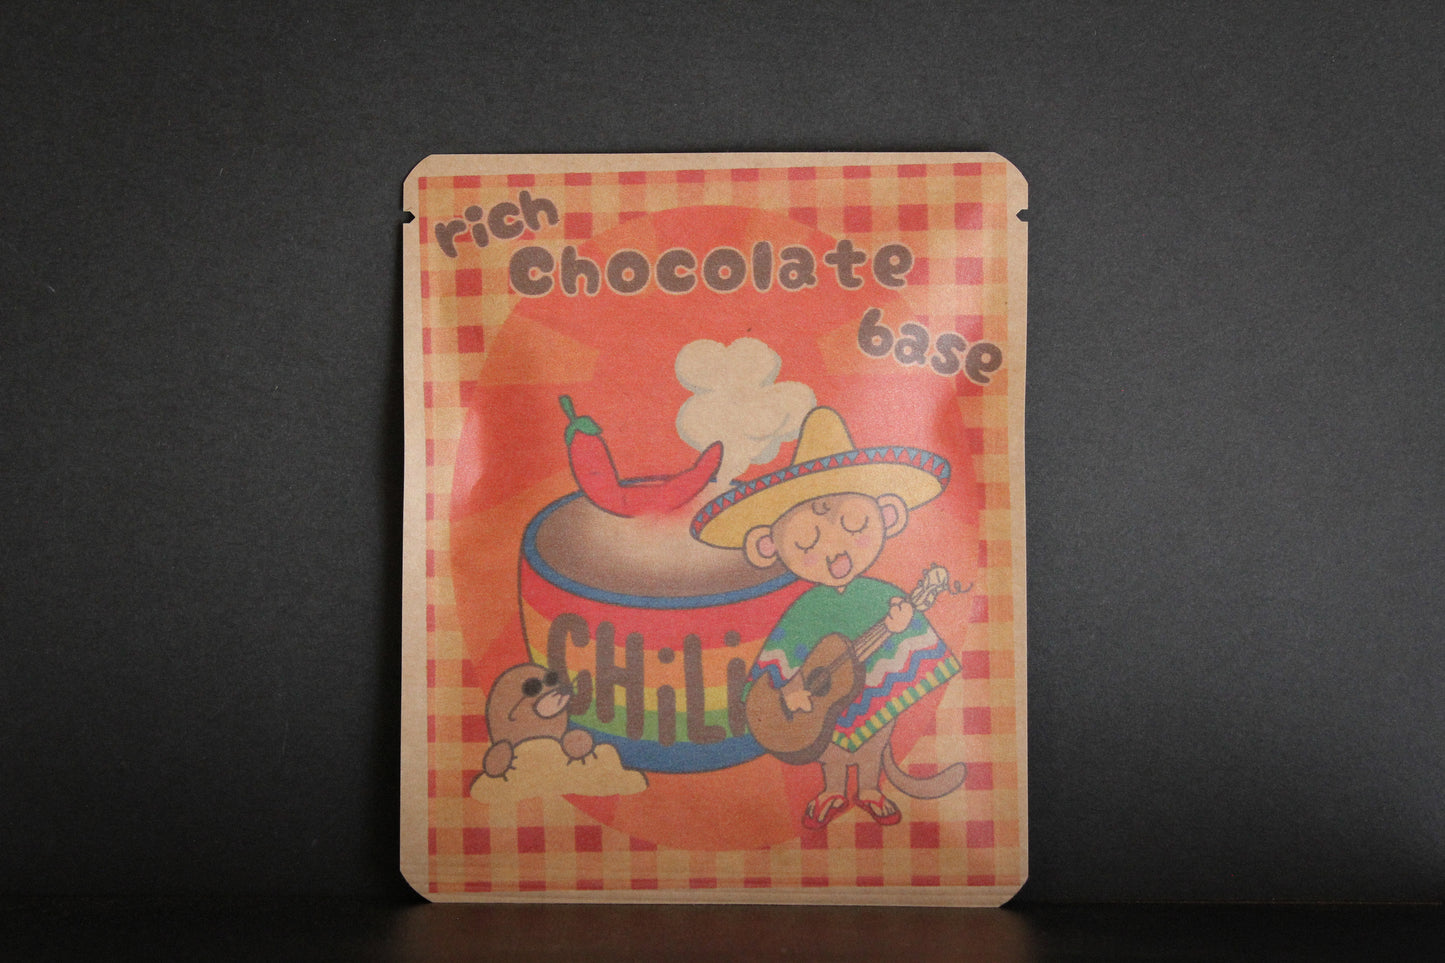 rich
Chocolate
base
CHiLi